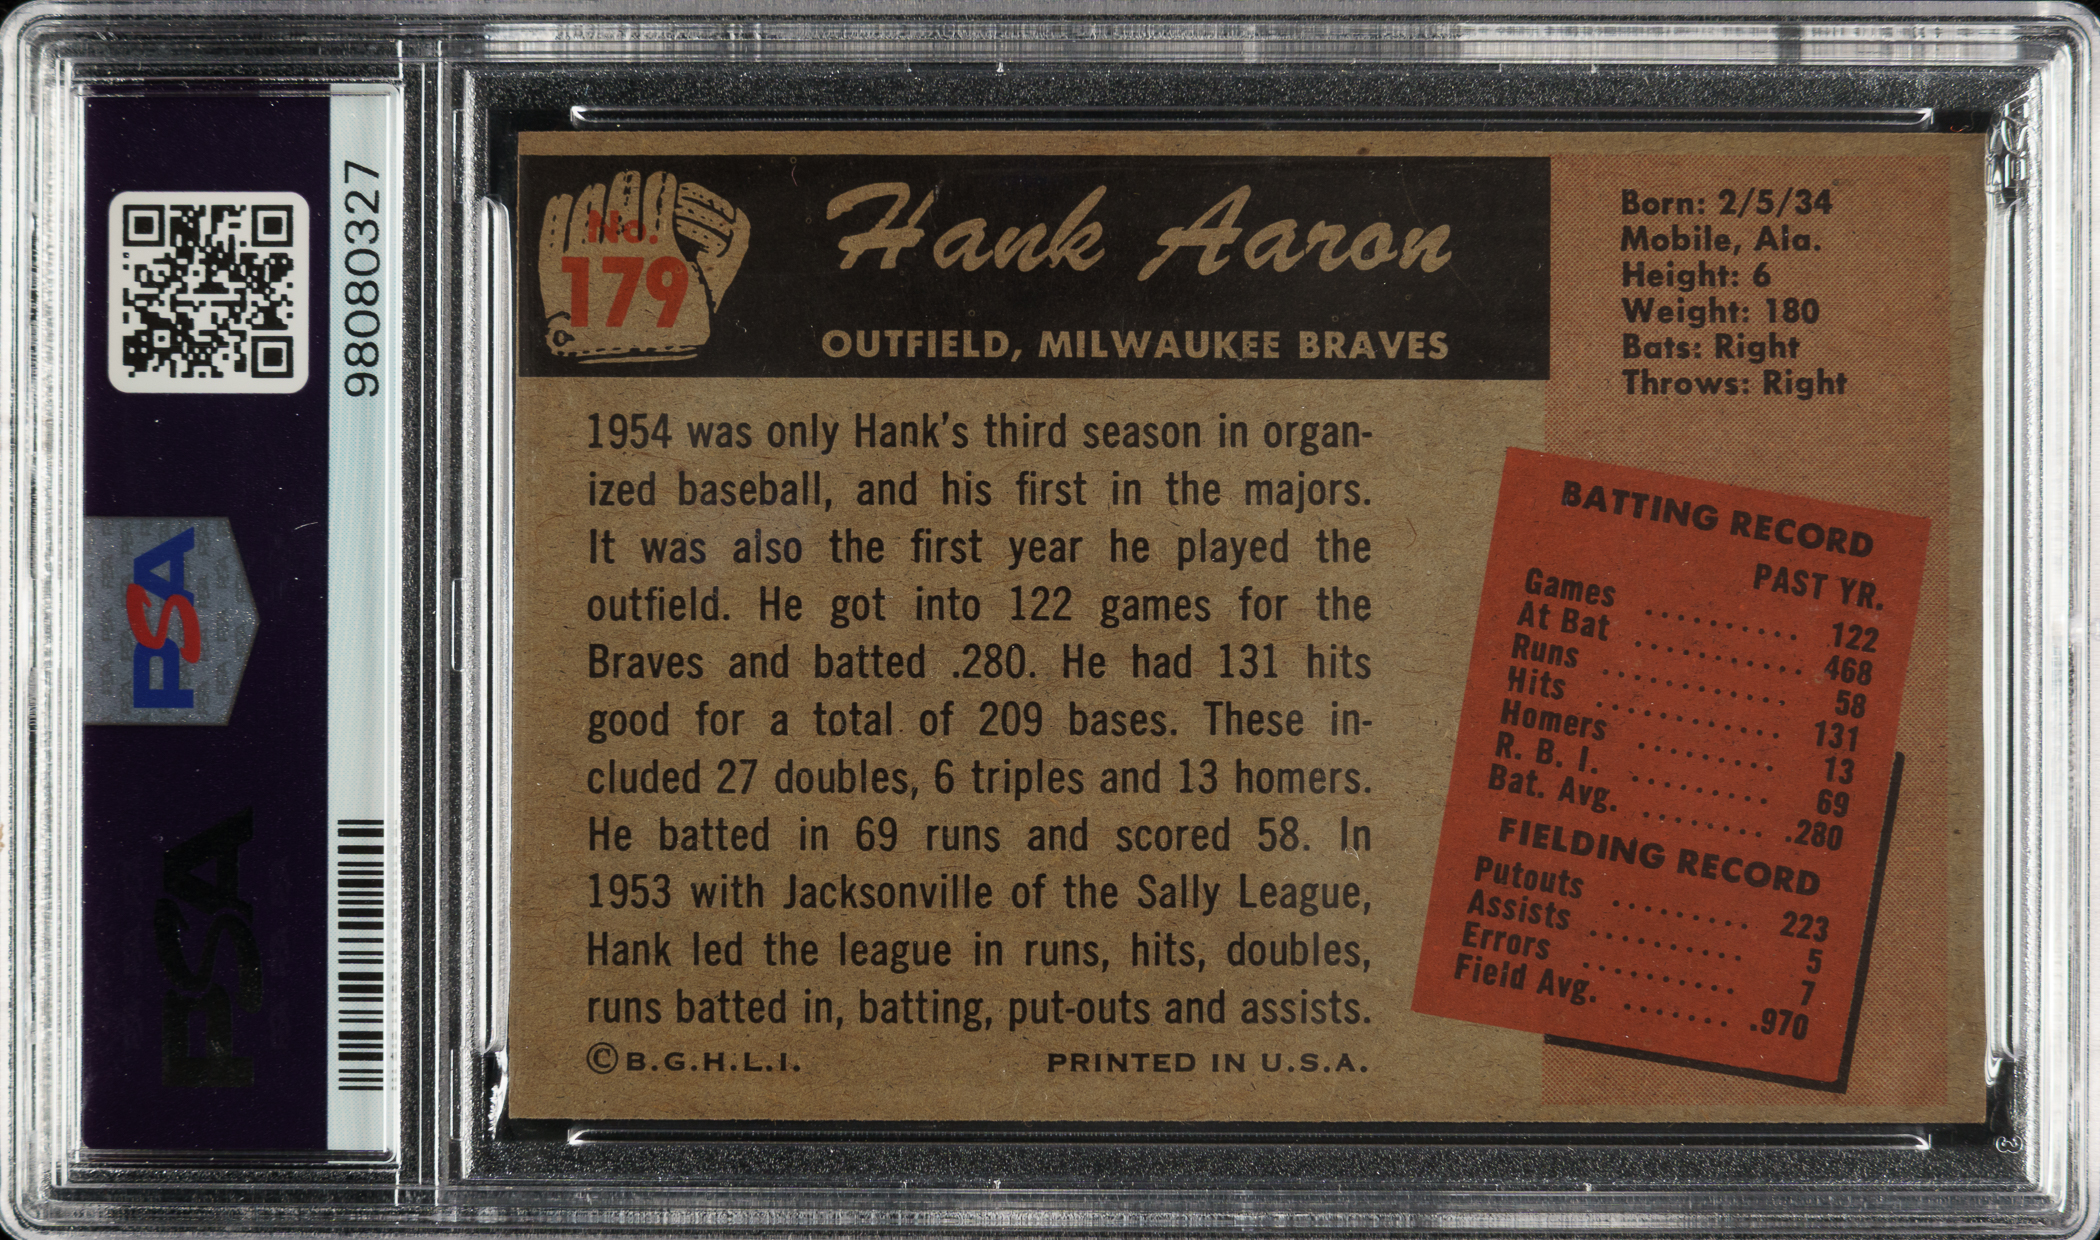 98080327
PSA
PSA
No.
179
Hank Aaron
OUTFIELD, MILWAUKEE BRAVES
Born: 2/5/34
Mobile, Ala.
Height: 6
Weight: 180
Bats: Right
Throws: Right
1954 was only Hank's third season in organ-
ized baseball, and his first in the majors.
It was also the first year he played the
outfield. He got into 122 games for the
Braves and batted .280. He had 131 hits
good for a total of 209 bases. These in-
cluded 27 doubles, 6 triples and 13 homers.
He batted in 69 runs and scored 58. In
1953 with Jacksonville of the Sally League,
Hank led the league in runs, hits, doubles,
runs batted in, batting, put-outs and assists.
©B.G.H.L.I. PRINTED IN U.S.A.
BATTING RECORD
PAST YR.
Games .......... 122
At Bat ............ 468
Runs ............. 58
Hits ............. 131
Homers ......... 13
R. B. I. ......... 69
Bat. Avg. ........ .280
FIELDING RECORD
Putouts ......... 223
Assists .......... 5
Errors .......... 7
Field Avg. ....... .970